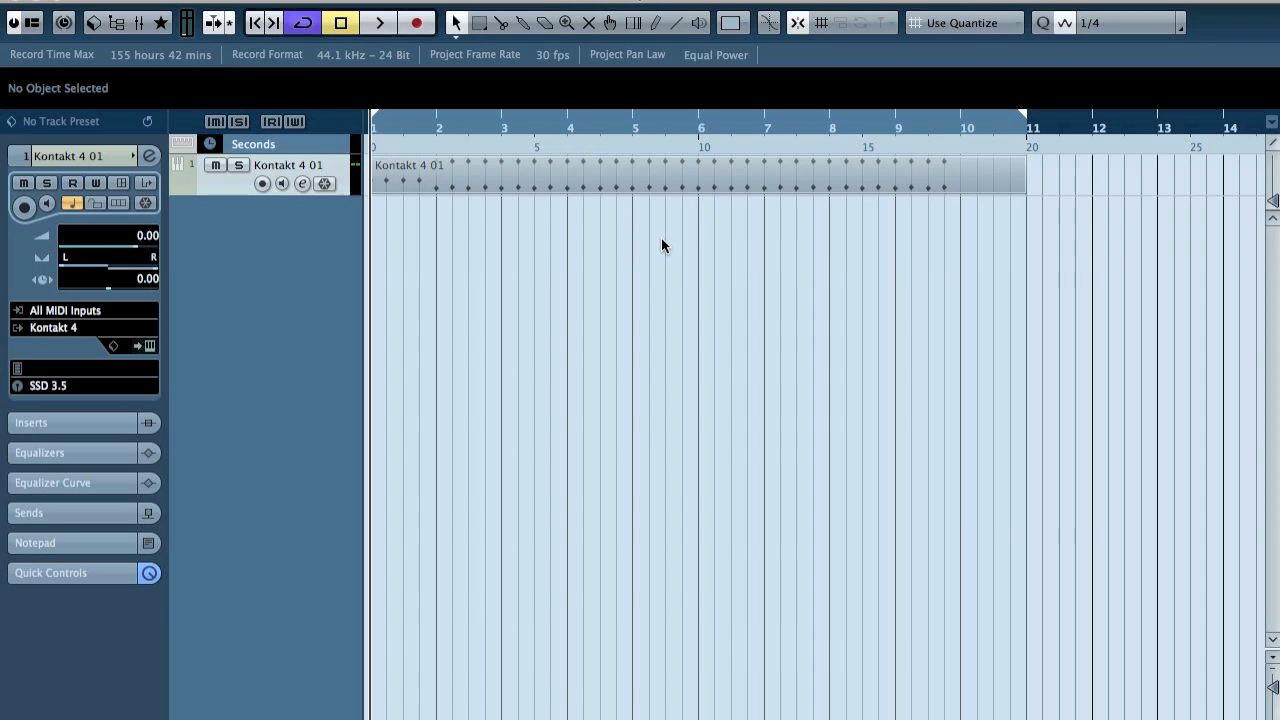 Use Quantize Q 1/4
Record Time Max 155 hours 42 mins Record Format 44.1 kHz - 24 Bit Project Frame Rate 30 fps Project Pan Law Equal Power
No Object Selected
No Track Preset
M S R W
1 2 3 4 5 6 7 8 9 10 11 12 13 14
Seconds
0 5 10 15 20 25
1 Kontakt 4 01
1 M S Kontakt 4 01
Kontakt 4 01
e
M S R W
0.00
L R
0.00
All MIDI Inputs
Kontakt 4
SSD 3.5
Inserts
Equalizers
Equalizer Curve
Sends
Notepad
Quick Controls